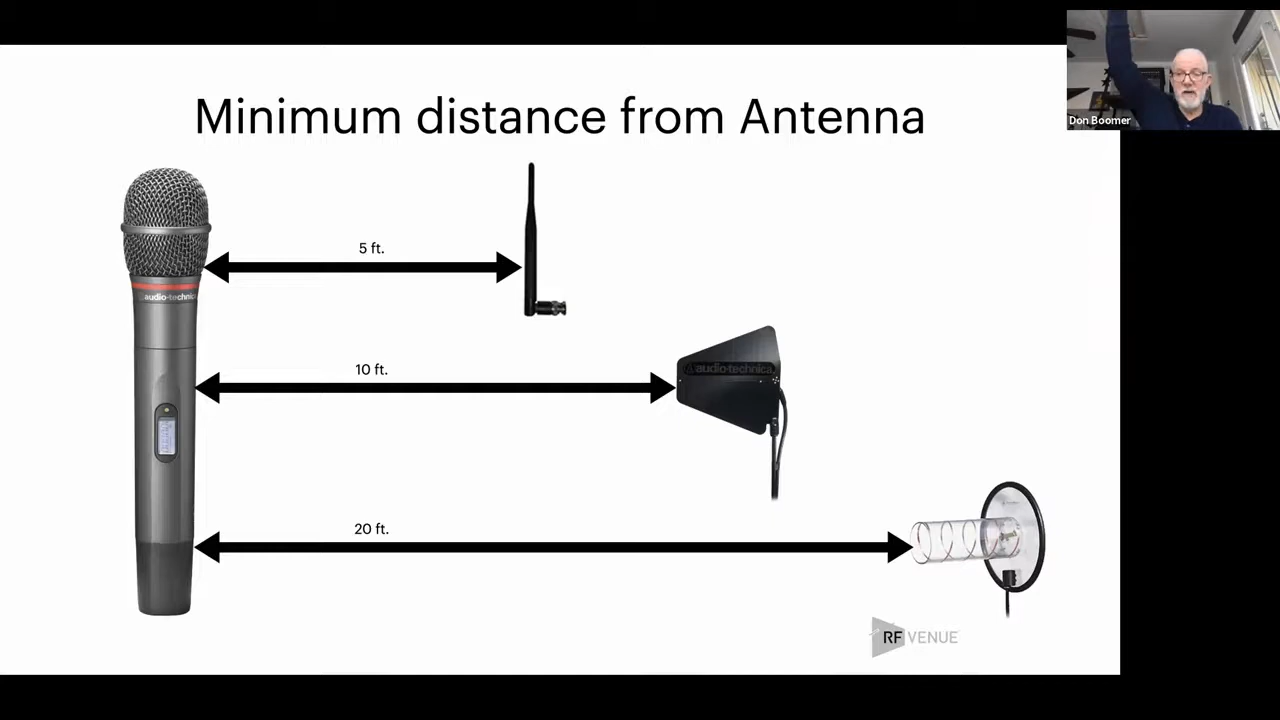 Minimum distance from Antenna
Don Boomer
5 ft.
audio-technica
10 ft.
audio-technica
20 ft.
RF VENUE